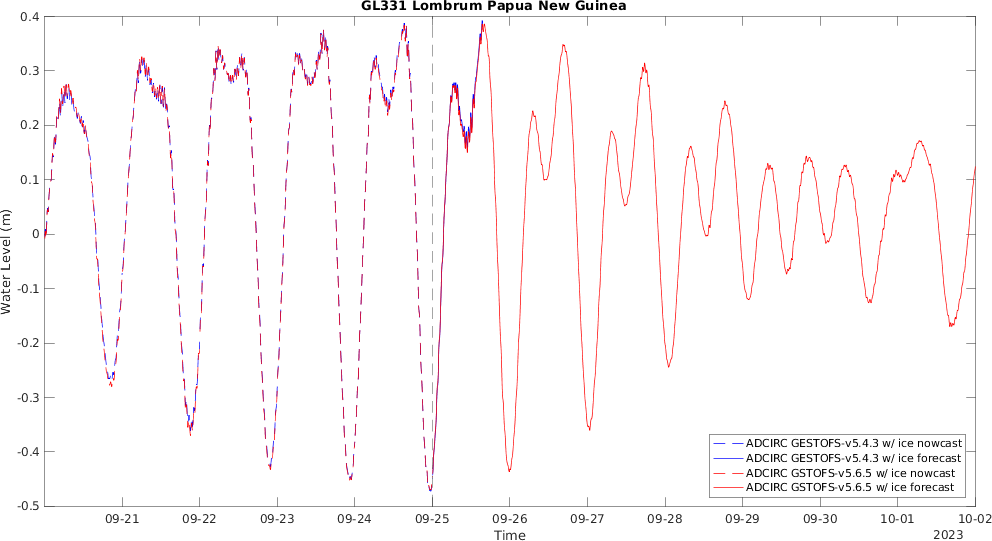 GL331 Lombrum Papua New Guinea
0.4
0.3
0.2
0.1
0
-0.1
-0.2
-0.3
-0.4
-0.5
Water Level (m)
ADCIRC GESTOFS-v5.4.3 w/ ice nowcast
ADCIRC GESTOFS-v5.4.3 w/ ice forecast
ADCIRC GSTOFS-v5.6.5 w/ ice nowcast
ADCIRC GSTOFS-v5.6.5 w/ ice forecast
09-21 09-22 09-23 09-24 09-25 09-26 09-27 09-28 09-29 09-30 10-01 10-02
Time
2023